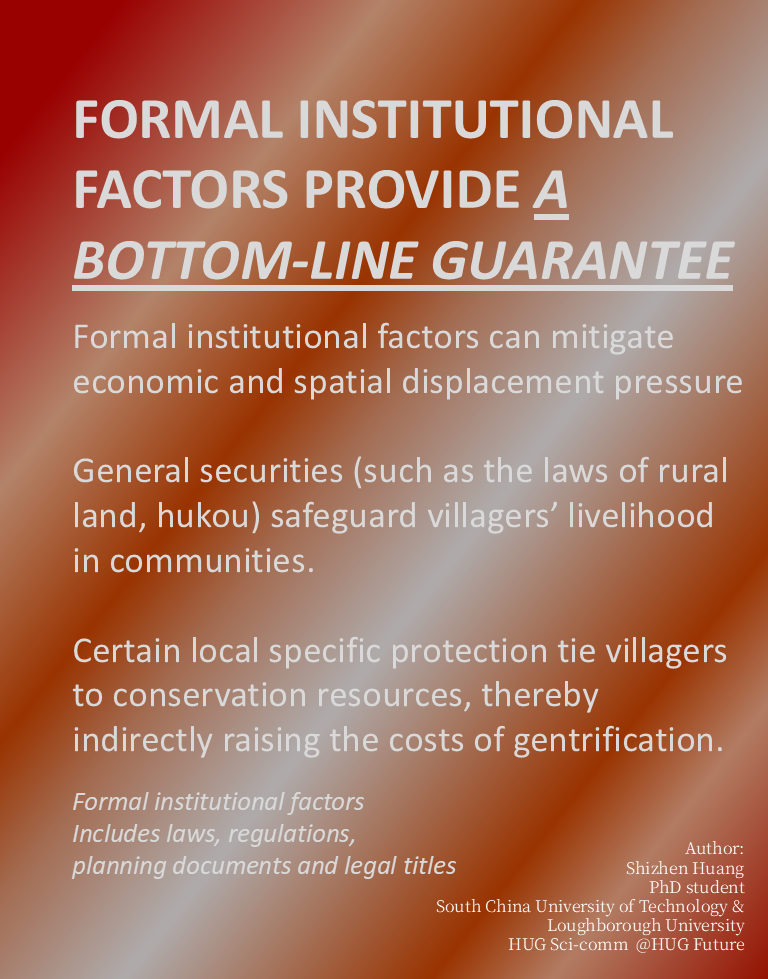 FORMAL INSTITUTIONAL
FACTORS PROVIDE A
BOTTOM-LINE GUARANTEE
Formal institutional factors can mitigate
economic and spatial displacement pressure
General securities (such as the laws of rural
land, hukou) safeguard villagers’ livelihood
in communities.
Certain local specific protection tie villagers
to conservation resources, thereby
indirectly raising the costs of gentrification.
Formal institutional factors
Includes laws, regulations,
planning documents and legal titles
Author:
Shizhen Huang
PhD student
South China University of Technology &
Loughborough University
HUG Sci-comm @HUG Future